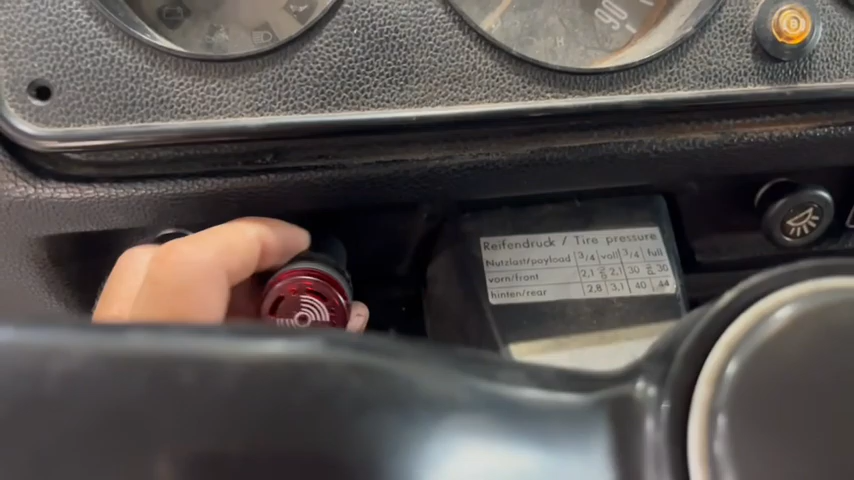 90
Reifendruck / Tire pressure
Nutzlast/payload 3/4 voll 3/4 full
vorn/front 2,1 2,1 30 30
hinten/rear 2,8 3,1 40 44